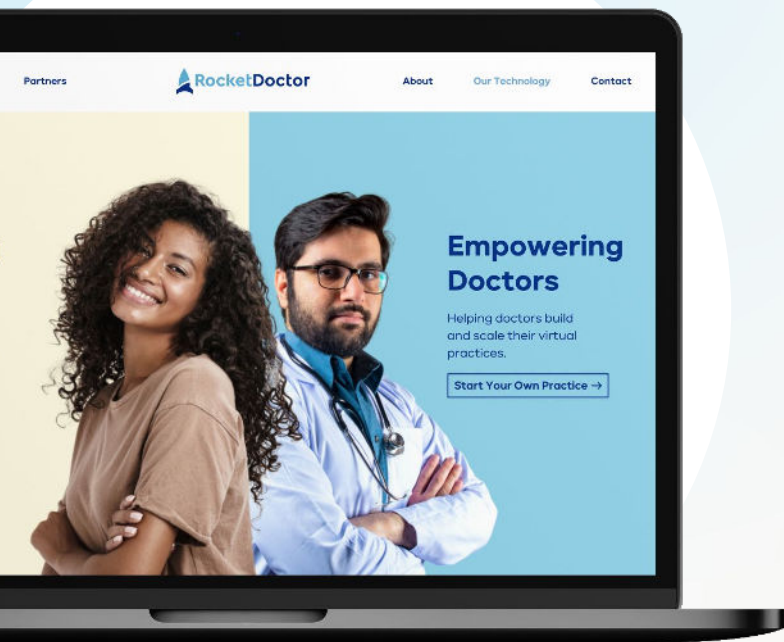 Partners
RocketDoctor
About
Our Technology
Contact
Empowering
Doctors
Helping doctors build
and scale their virtual
practices.
Start Your Own Practice →